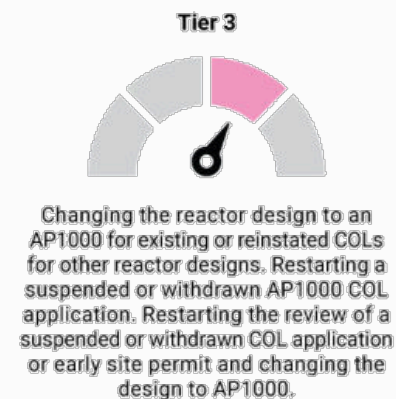 Tier 3
Changing the reactor design to an
AP1000 for existing or reinstated COLs
for other reactor designs. Restarting a
suspended or withdrawn AP1000 COL
application. Restarting the review of a
suspended or withdrawn COL application
or early site permit and changing the
design to AP1000.